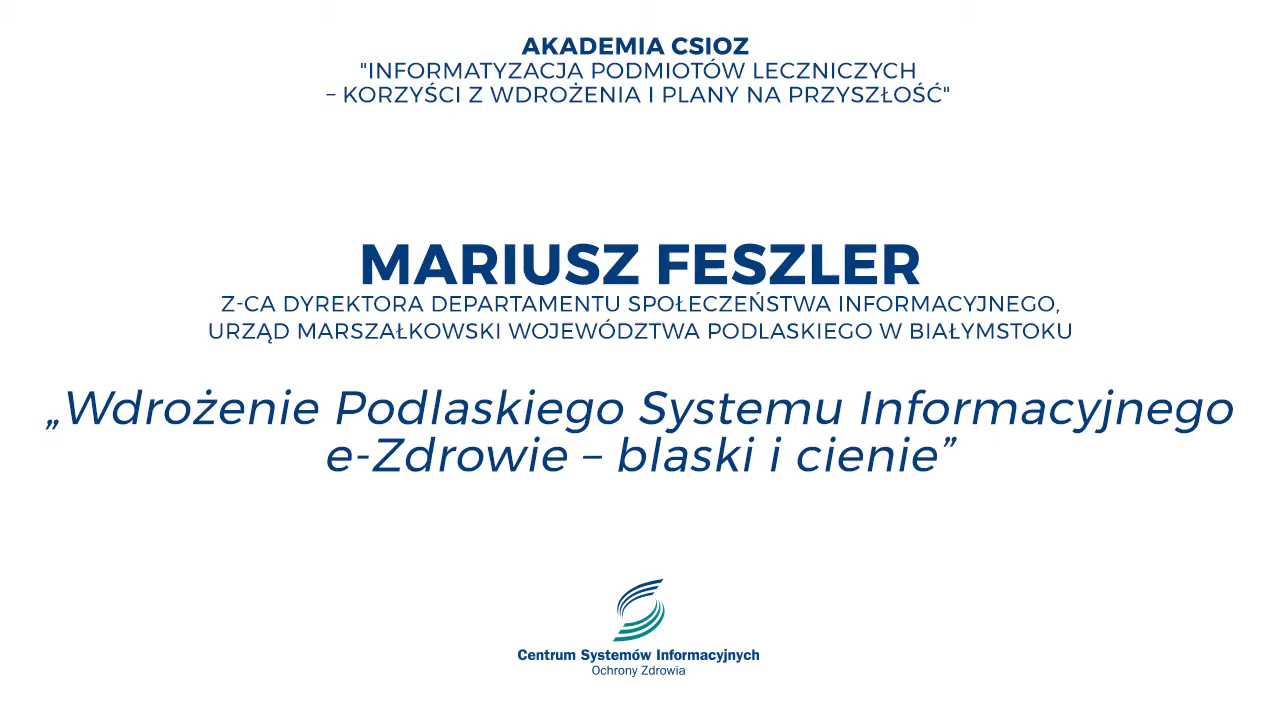 AKADEMIA CSIOZ
"INFORMATYZACJA PODMIOTÓW LECZNICZYCH
– KORZYŚCI Z WDROŻENIA I PLANY NA PRZYSZŁOŚĆ"
MARIUSZ FESZLER
Z-CA DYREKTORA DEPARTAMENTU SPOŁECZEŃSTWA INFORMACYJNEGO,
URZĄD MARSZAŁKOWSKI WOJEWÓDZTWA PODLASKIEGO W BIAŁYMSTOKU
„Wdrożenie Podlaskiego Systemu Informacyjnego
e-Zdrowie – blaski i cienie”
Centrum Systemów Informacyjnych
Ochrony Zdrowia